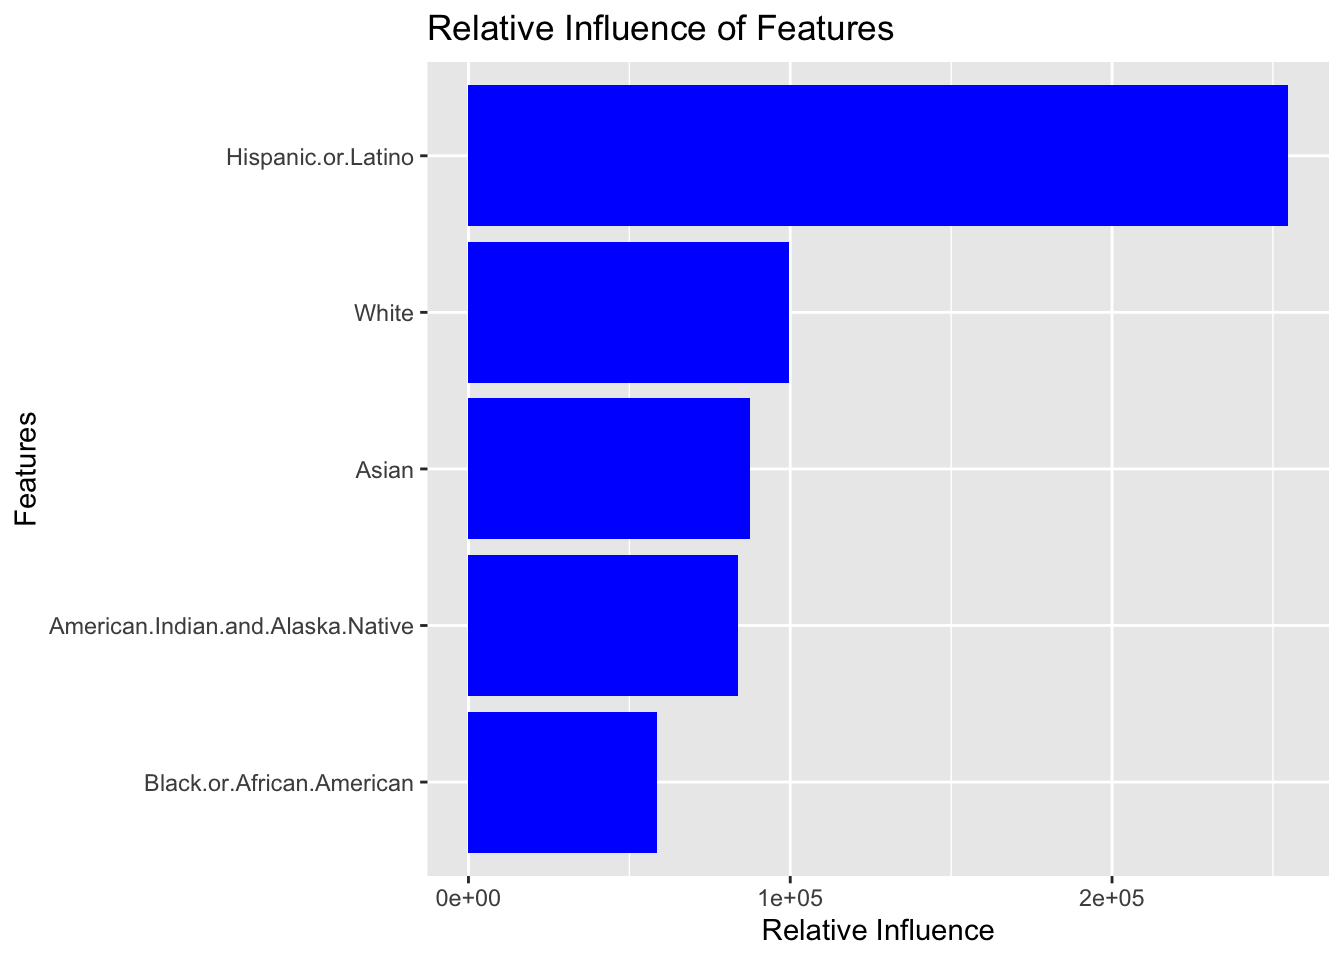 Relative Influence of Features
Hispanic.or.Latino
White
Asian
American.Indian.and.Alaska.Native
Black.or.African.American
Features
0e+00 1e+05 2e+05
Relative Influence